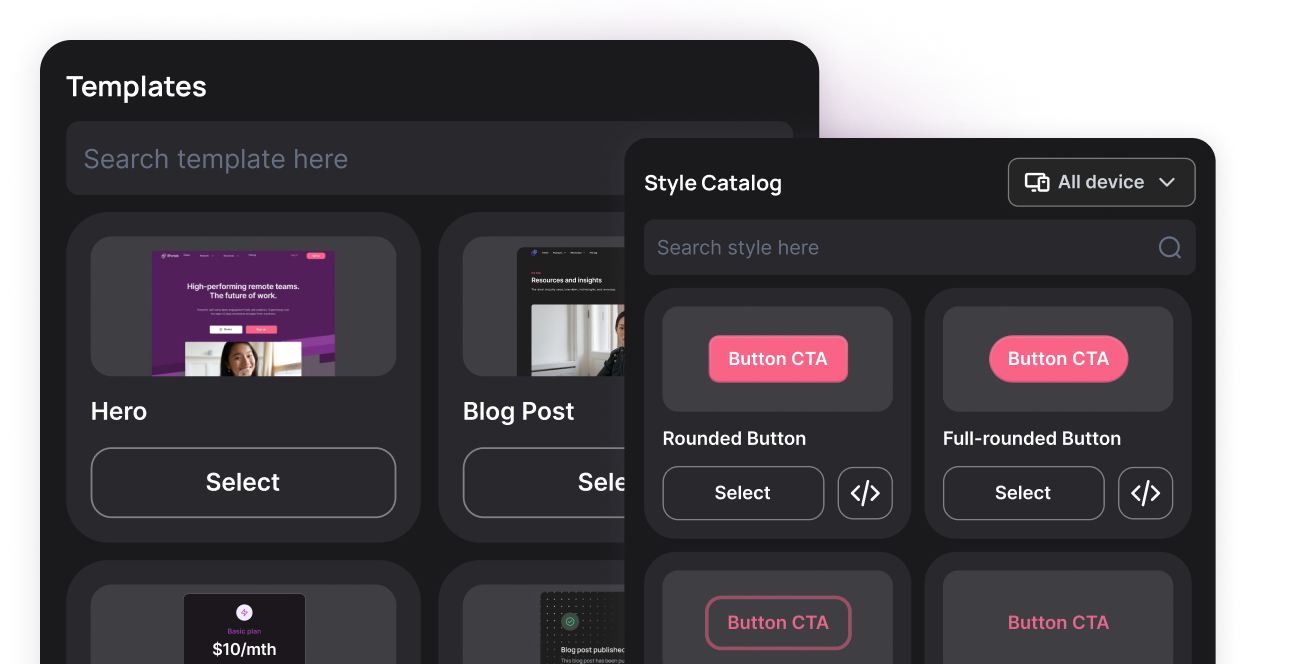 Templates
Search template here
High-performing remote teams.
The future of work.
Hero
Select
Resources and insights
Blog Post
Sele
Basic plan
$10/mth
Blog post published
Style Catalog
All device
Search style here
Button CTA
Button CTA
Rounded Button
Full-rounded Button
Select
</>
Select
</>
Button CTA
Button CTA